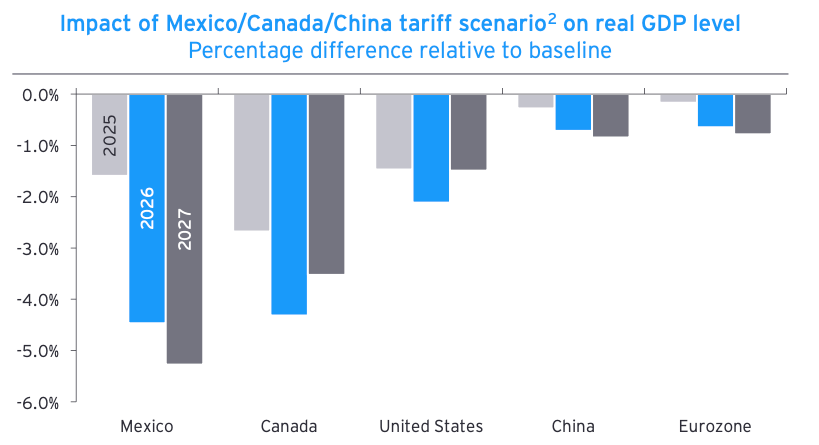 Impact of Mexico/Canada/China tariff scenario² on real GDP level
Percentage difference relative to baseline
0.0%
-1.0%
-2.0%
-3.0%
-4.0%
-5.0%
-6.0%
2025
2026
2027
Mexico
Canada
United States
China
Eurozone